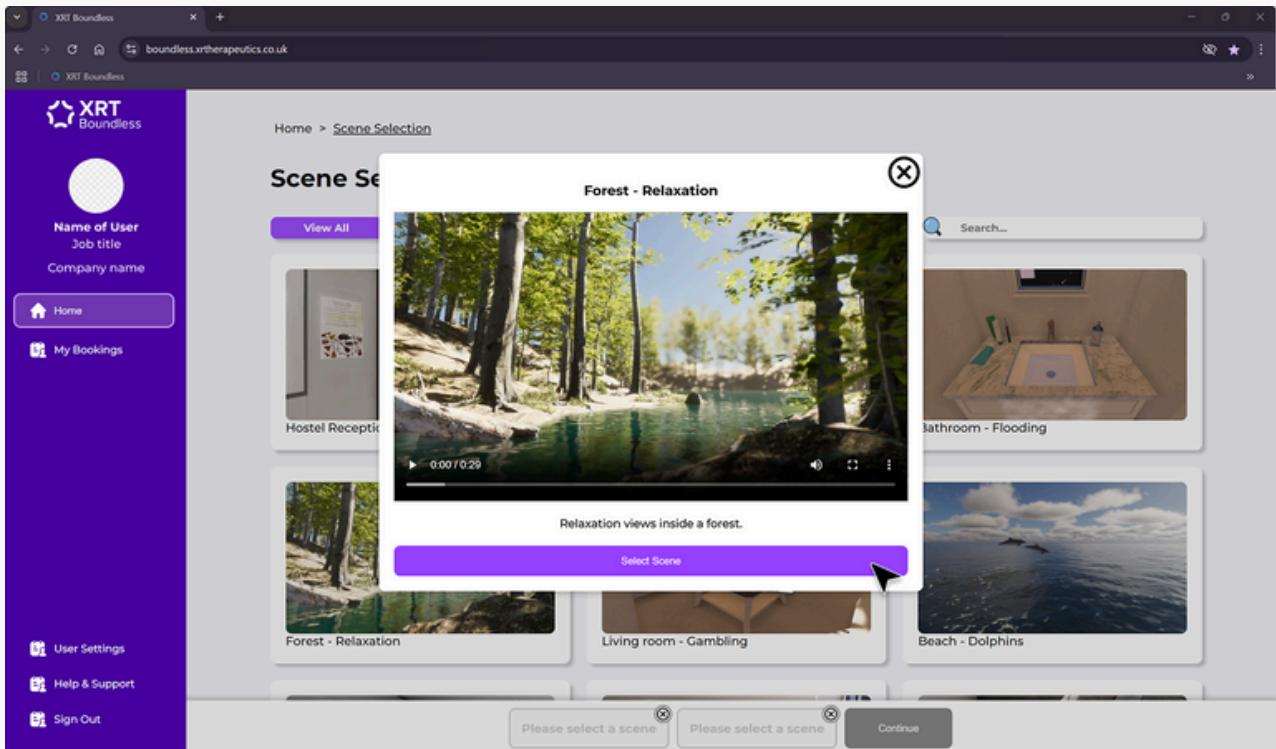 XRT Boundless
boundless.xrtherapeutics.co.uk
XRT Boundless
XRT
Boundless
Name of User
Job title
Company name
Home
My Bookings
User Settings
Help & Support
Sign Out
Home > Scene Selection
Scene Se
View All
Search...
Hostel Receptic
Bathroom - Flooding
Forest - Relaxation
Living room - Gambling
Beach - Dolphins
Forest - Relaxation
0:00 / 0:29
Relaxation views inside a forest.
Select Scene
Please select a scene
Please select a scene
Continue